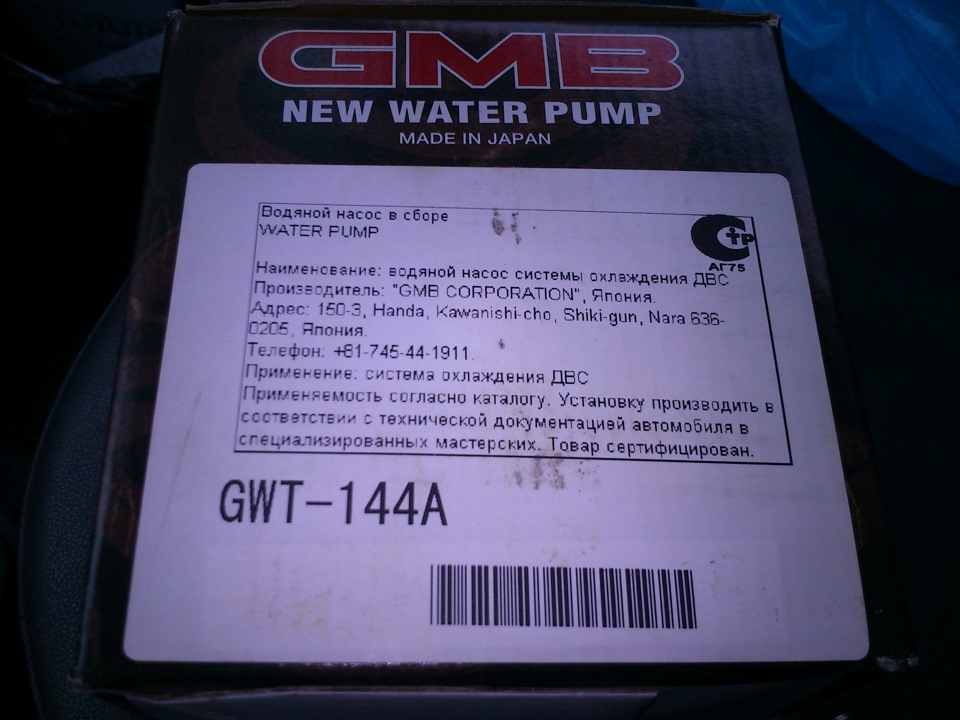 GMB
NEW WATER PUMP
MADE IN JAPAN
Водяной насос в сборе
WATER PUMP
АГ75
Наименование: водяной насос системы охлаждения ДВС
Производитель: "GMB CORPORATION", Япония.
Адрес: 150-3, Handa, Kawanishi-cho, Shiki-gun, Nara 636-
0205, Япония.
Телефон: +81-745-44-1911.
Применение: система охлаждения ДВС
Применяемость согласно каталогу. Установку производить в
соответствии с технической документацией автомобиля в
специализированных мастерских. Товар сертифицирован.
GWT-144A